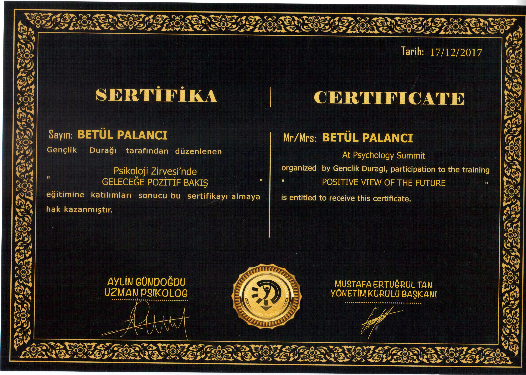 Tarih: 17/12/2017
SERTİFİKA
Sayın: BETÜL PALANCI
Gençlik Durağı tarafından düzenlenen
Psikoloji Zirvesi'nde
" GELECEĞE POZİTİF BAKIŞ "
eğitimine katılımları sonucu bu sertifikayı almaya
hak kazanmıştır.
AYLİN GÜNDOĞDU
UZMAN PSİKOLOG
CERTIFICATE
Mr/Mrs: BETÜL PALANCI
At Psychology Summit
organized by Genclik Duragi, participation to the training
" POSITIVE VIEW OF THE FUTURE "
is entitled to receive this certificate.
MUSTAFA ERTUĞRUL TAN
YÖNETİM KURULU BAŞKANI